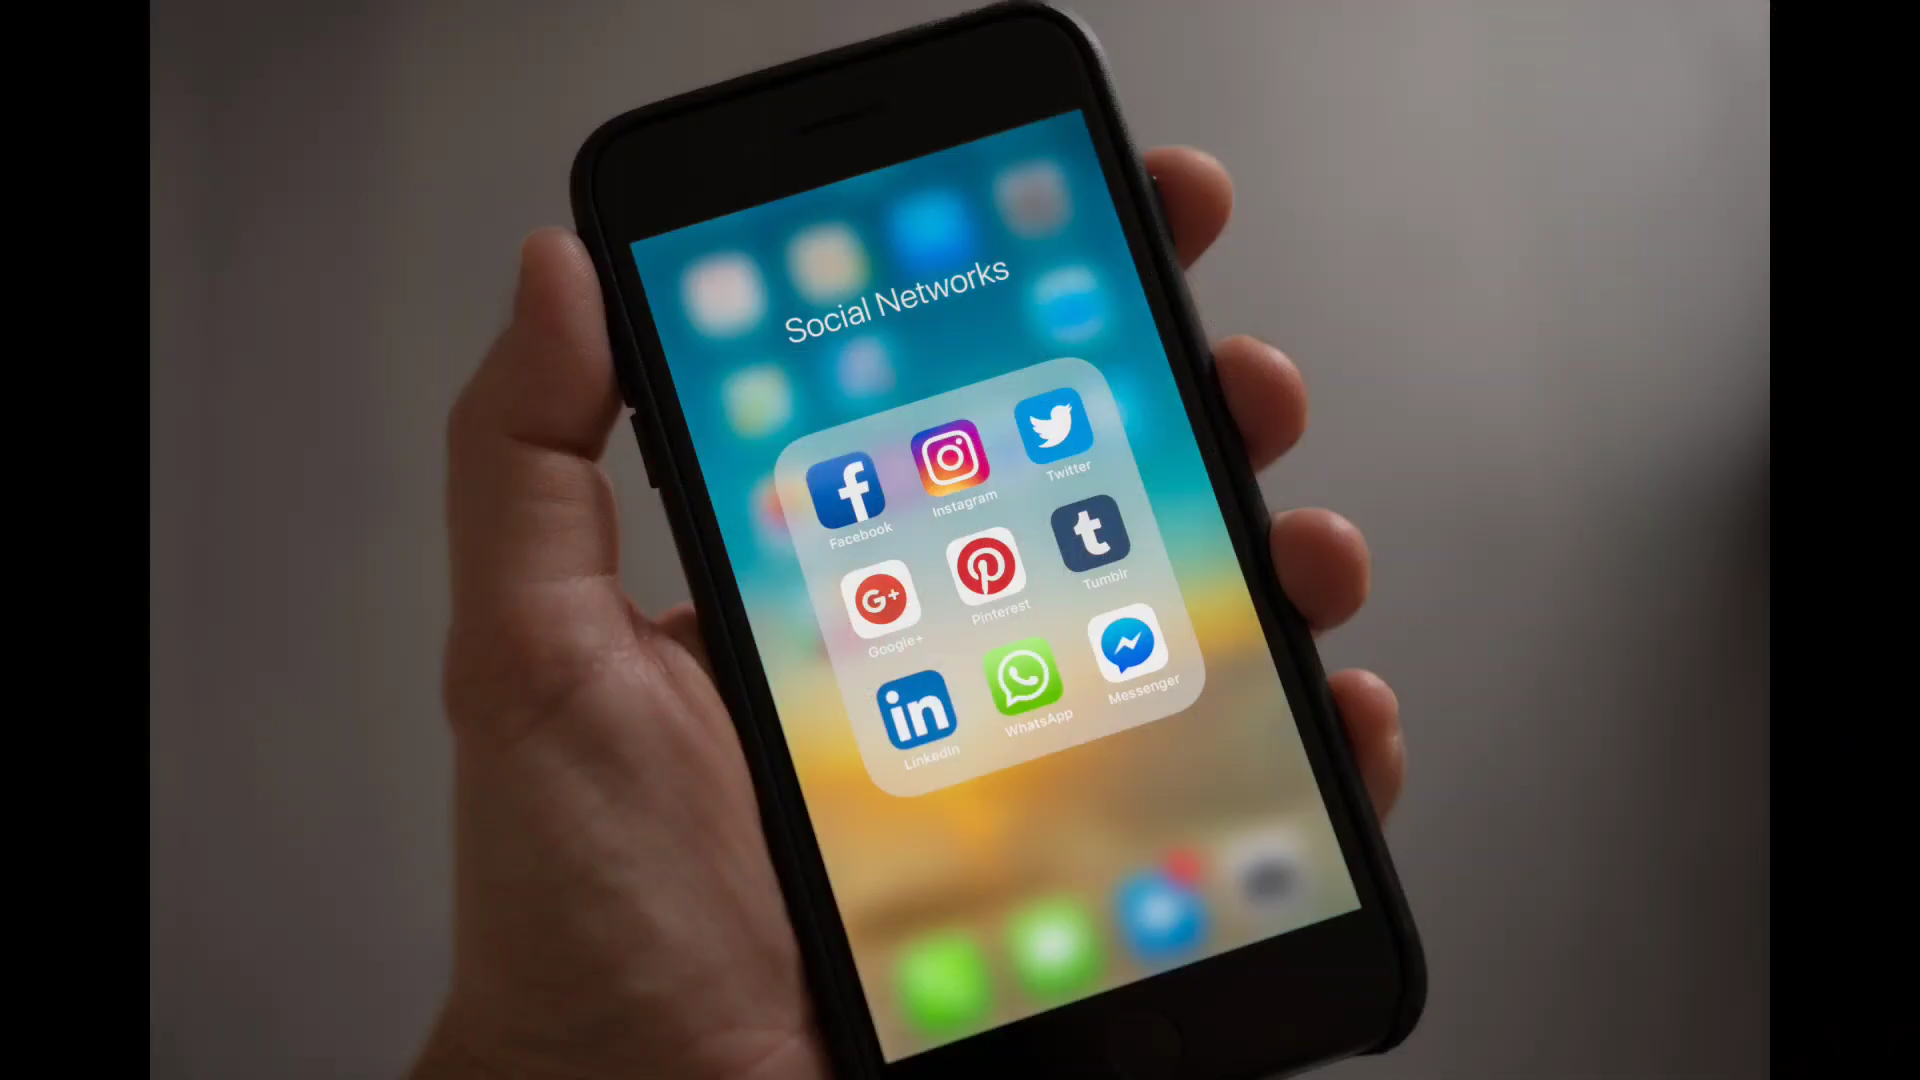 Social Networks
Facebook
Instagram
Twitter
Google+
Pinterest
Tumblr
LinkedIn
WhatsApp
Messenger